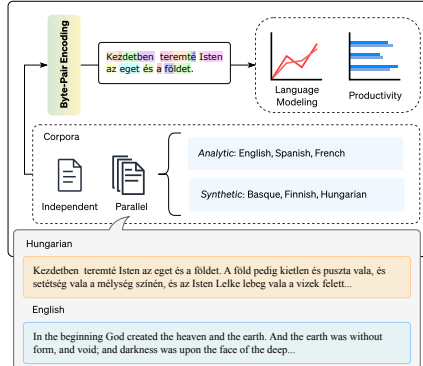 Byte-Pair Encoding
Kezdetben teremté Isten
az eget és a földet.
Language
Modeling
Productivity
Corpora
Independent
Parallel
Analytic: English, Spanish, French
Synthetic: Basque, Finnish, Hungarian
Hungarian
Kezdetben teremté Isten az eget és a földet. A föld pedig kietlen és puszta vala, és
setétség vala a mélység színén, és az Isten Lelke lebeg vala a vizek felett...
English
In the beginning God created the heaven and the earth. And the earth was without
form, and void; and darkness was upon the face of the deep...